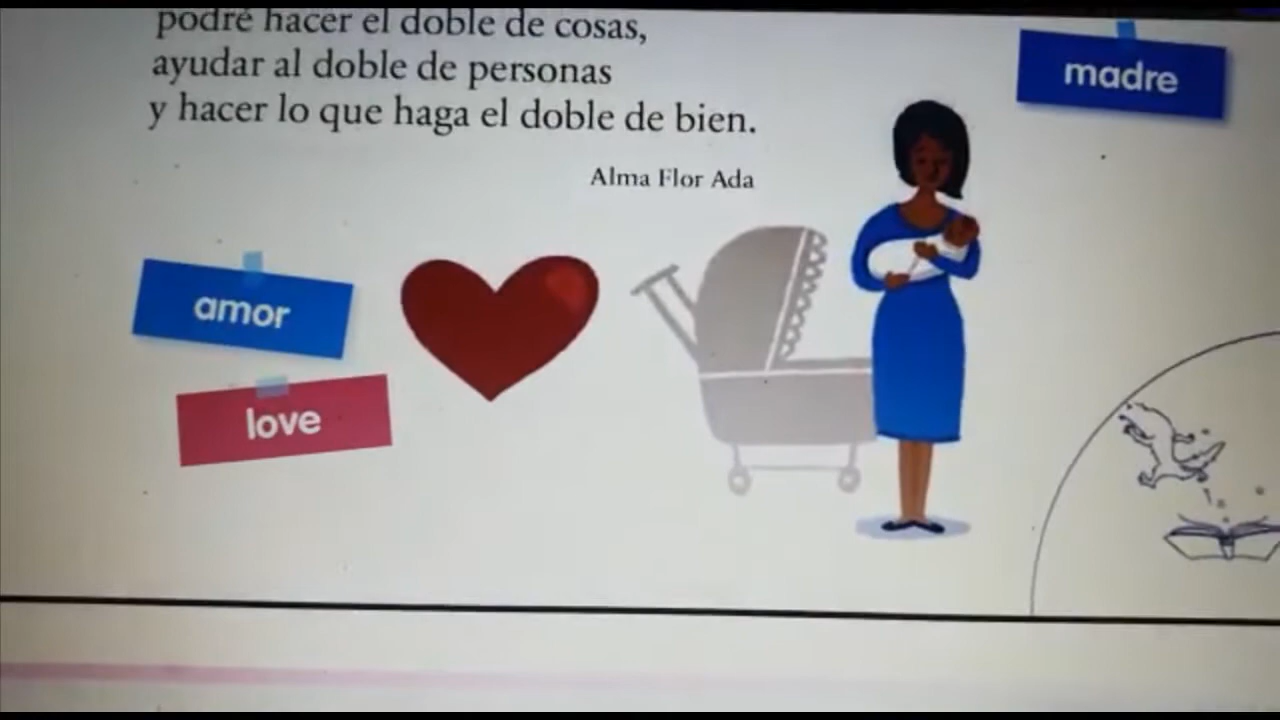 podré hacer el doble de cosas,
ayudar al doble de personas
y hacer lo que haga el doble de bien.
Alma Flor Ada
madre
amor
love